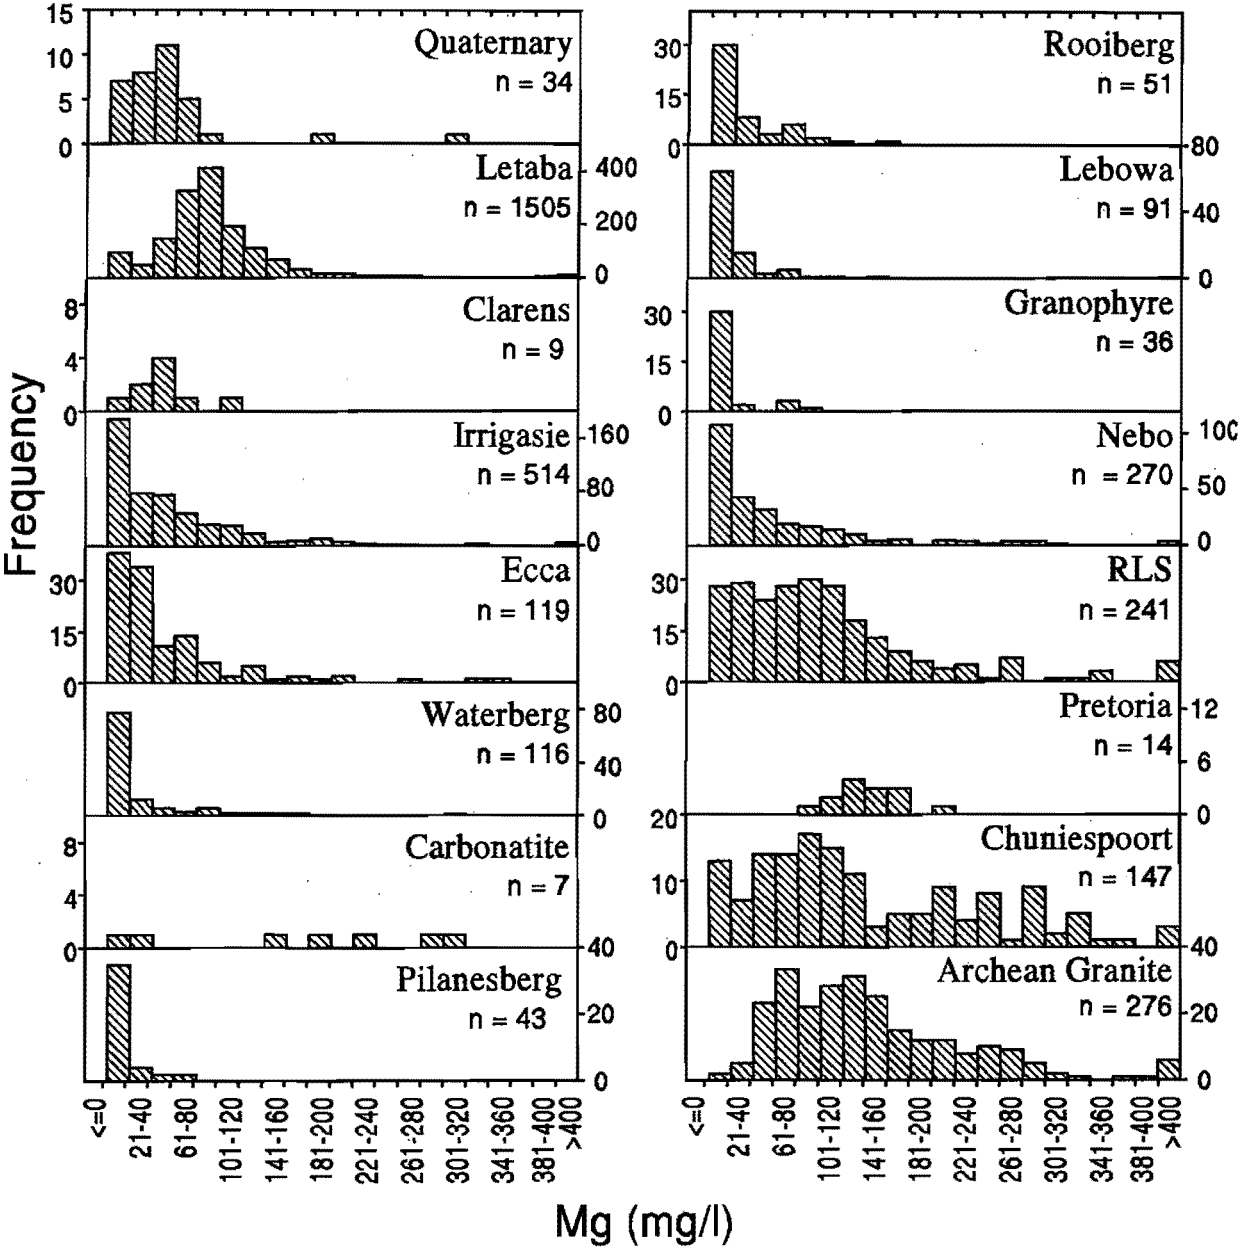 Frequency
15
10
5
0
Quaternary
n = 34
Letaba
n = 1505
400
200
0
8
4
0
Clarens
n = 9
Irrigasie
n = 514
160
80
0
30
15
0
Ecca
n = 119
Waterberg
n = 116
80
40
0
8
4
0
Carbonatite
n = 7
40
Pilanesberg
n = 43
20
0
<=0
21-40
61-80
101-120
141-160
181-200
221-240
261-280
301-320
341-360
381-400
>400
30
15
0
Rooiberg
n = 51
80
Lebowa
n = 91
40
0
30
15
0
Granophyre
n = 36
Nebo
n = 270
100
50
0
30
15
0
RLS
n = 241
Pretoria
n = 14
12
6
0
20
10
0
Chuniespoort
n = 147
40
Archean Granite
n = 276
20
0
<=0
21-40
61-80
101-120
141-160
181-200
221-240
261-280
301-320
341-360
381-400
>400
Mg (mg/l)